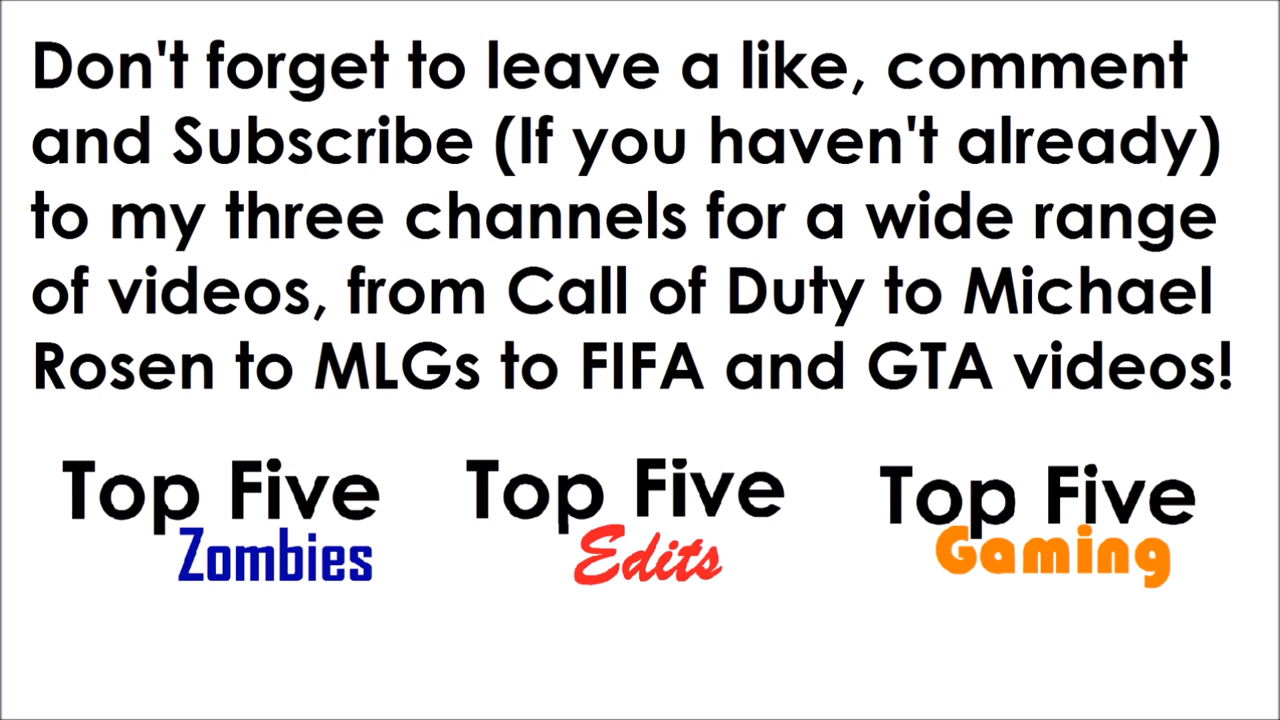 Don't forget to leave a like, comment
and Subscribe (If you haven't already)
to my three channels for a wide range
of videos, from Call of Duty to Michael
Rosen to MLGs to FIFA and GTA videos!
Top Five
Zombies
Top Five
Edits
Top Five
Gaming